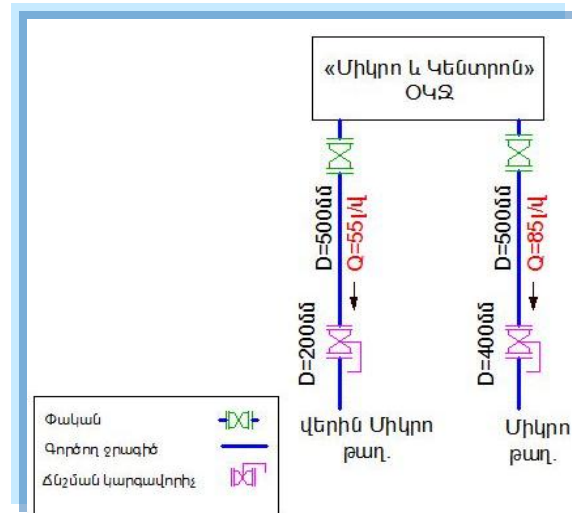 «Միկրո և Կենտրոն»
ՕԿՋ
D=500մմ
Q=55լ/վ
D=200մմ
վերին Միկրո
թաղ.
D=500մմ
Q=85լ/վ
D=400մմ
Միկրո
թաղ.
Փական
Գործող ջրագիծ
Ճնշման կարգավորիչ